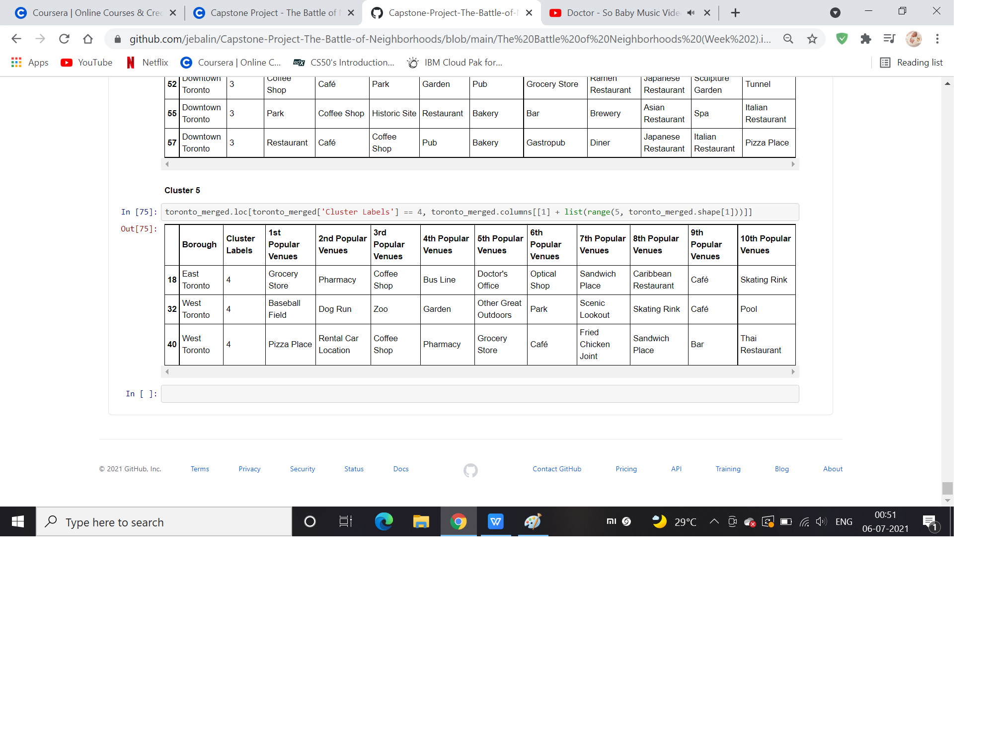 Coursera | Online Courses & Cred
Capstone Project - The Battle of N
Capstone-Project-The-Battle-of-N
Doctor - So Baby Music Vide
github.com/jebalin/Capstone-Project-The-Battle-of-Neighborhoods/blob/main/The%20Battle%20of%20Neighborhoods%20(Week%202).i...
Apps YouTube Netflix Coursera | Online C... edX CS50's Introduction... IBM Cloud Pak for... Reading list
52 Downtown Toronto 3 Coffee Shop Café Park Garden Pub Grocery Store Ramen Restaurant Japanese Restaurant Sculpture Garden Tunnel
55 Downtown Toronto 3 Park Coffee Shop Historic Site Restaurant Bakery Bar Brewery Asian Restaurant Spa Italian Restaurant
57 Downtown Toronto 3 Restaurant Café Coffee Shop Pub Bakery Gastropub Diner Japanese Restaurant Italian Restaurant Pizza Place
Cluster 5
In [75]: toronto_merged.loc[toronto_merged['Cluster Labels'] == 4, toronto_merged.columns[[1] + list(range(5, toronto_merged.shape[1]))]]
Out[75]:
Borough Cluster Labels 1st Popular Venues 2nd Popular Venues 3rd Popular Venues 4th Popular Venues 5th Popular Venues 6th Popular Venues 7th Popular Venues 8th Popular Venues 9th Popular Venues 10th Popular Venues
18 East Toronto 4 Grocery Store Pharmacy Coffee Shop Bus Line Doctor's Office Optical Shop Sandwich Place Caribbean Restaurant Café Skating Rink
32 West Toronto 4 Baseball Field Dog Run Zoo Garden Other Great Outdoors Park Scenic Lookout Skating Rink Café Pool
40 West Toronto 4 Pizza Place Rental Car Location Coffee Shop Pharmacy Grocery Store Café Fried Chicken Joint Sandwich Place Bar Thai Restaurant
In [ ]:
© 2021 GitHub, Inc. Terms Privacy Security Status Docs Contact GitHub Pricing API Training Blog About
Type here to search
29°C ENG
00:51
06-07-2021
1